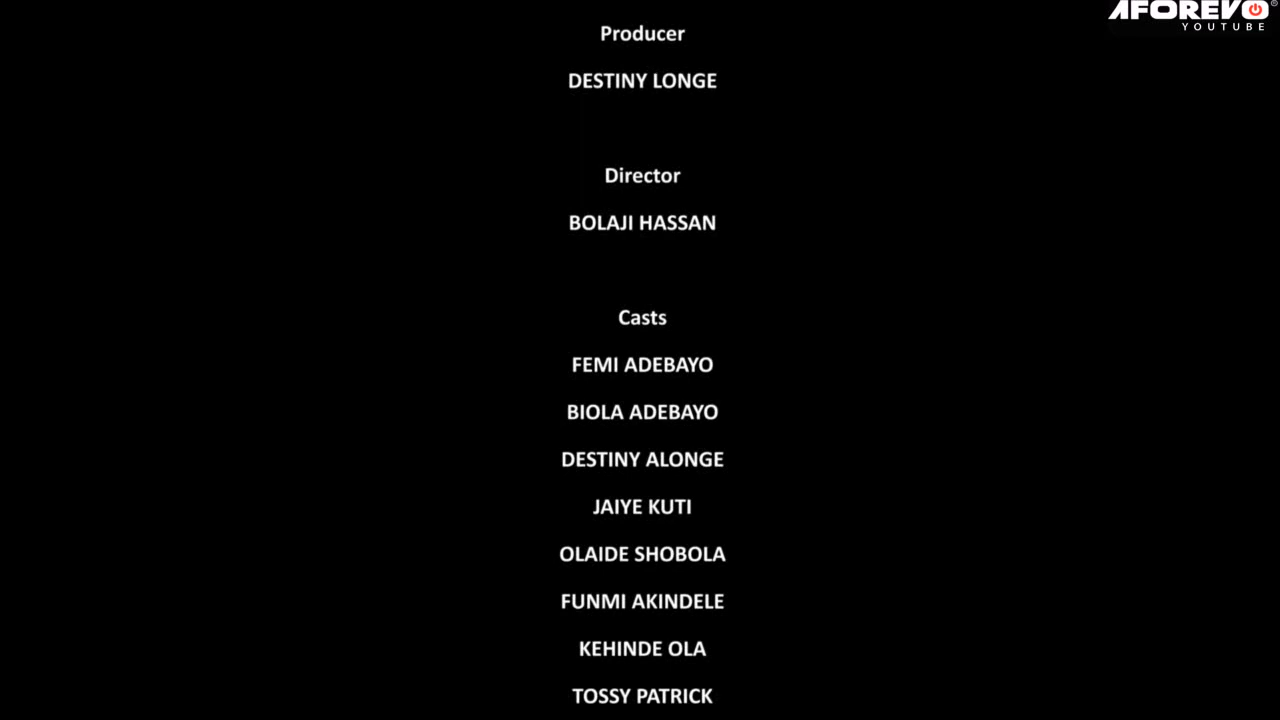 AFOREVO
YOUTUBE
Producer
DESTINY LONGE
Director
BOLAJI HASSAN
Casts
FEMI ADEBAYO
BIOLA ADEBAYO
DESTINY ALONGE
JAIYE KUTI
OLAIDE SHOBOLA
FUNMI AKINDELE
KEHINDE OLA
TOSSY PATRICK